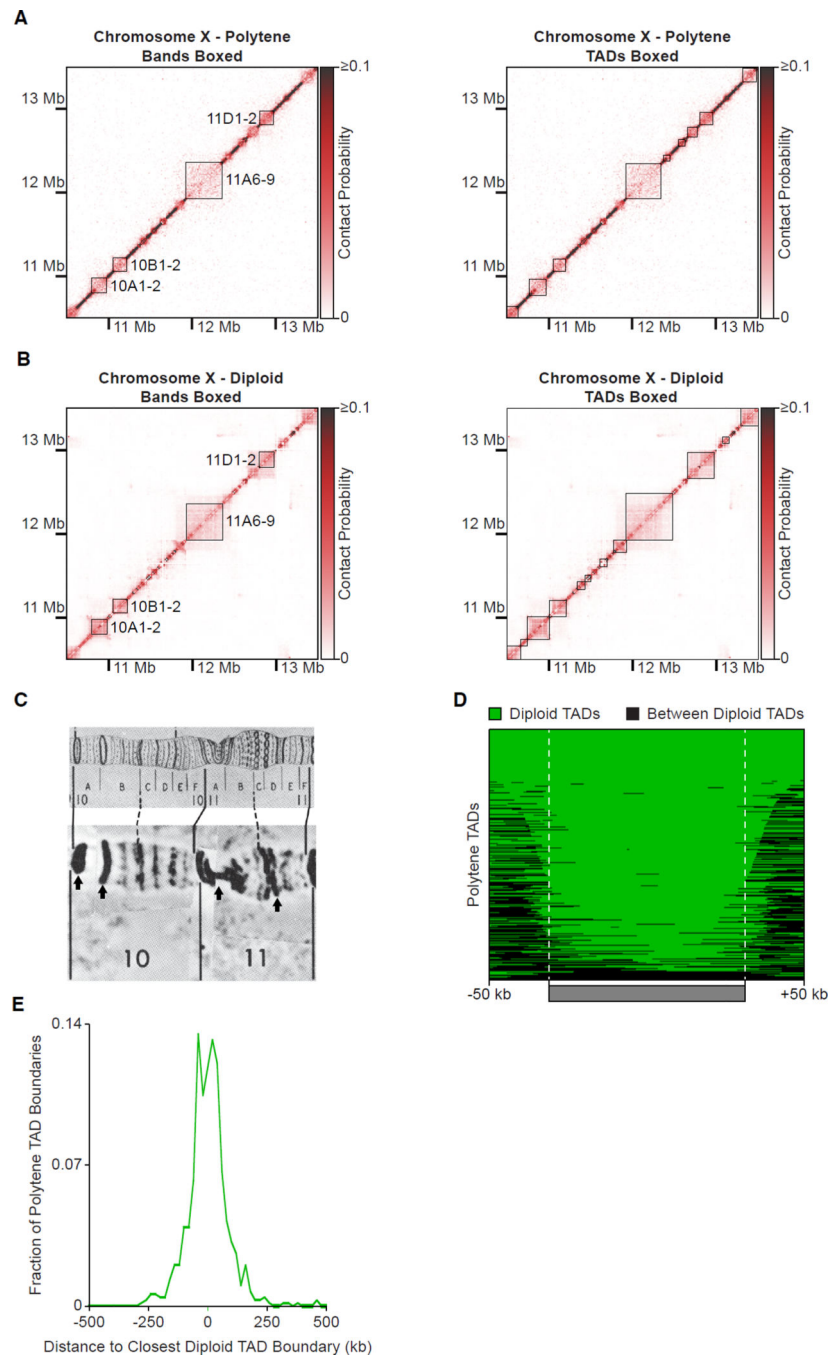 A
Chromosome X - Polytene
Bands Boxed
≥0.1
13 Mb
11D1-2
12 Mb
11A6-9
11 Mb
10B1-2
10A1-2
11 Mb
12 Mb
13 Mb
0
Contact Probability
Chromosome X - Polytene
TADs Boxed
≥0.1
13 Mb
12 Mb
11 Mb
11 Mb
12 Mb
13 Mb
0
Contact Probability
B
Chromosome X - Diploid
Bands Boxed
≥0.1
13 Mb
11D1-2
12 Mb
11A6-9
11 Mb
10B1-2
10A1-2
11 Mb
12 Mb
13 Mb
0
Contact Probability
Chromosome X - Diploid
TADs Boxed
≥0.1
13 Mb
12 Mb
11 Mb
11 Mb
12 Mb
13 Mb
0
Contact Probability
C
A B C D E F A B C D E F
10 10 11 11
10 11
D
Diploid TADs Between Diploid TADs
Polytene TADs
-50 kb +50 kb
E
0.14
0.07
0
Fraction of Polytene TAD Boundaries
-500 -250 0 250 500
Distance to Closest Diploid TAD Boundary (kb)